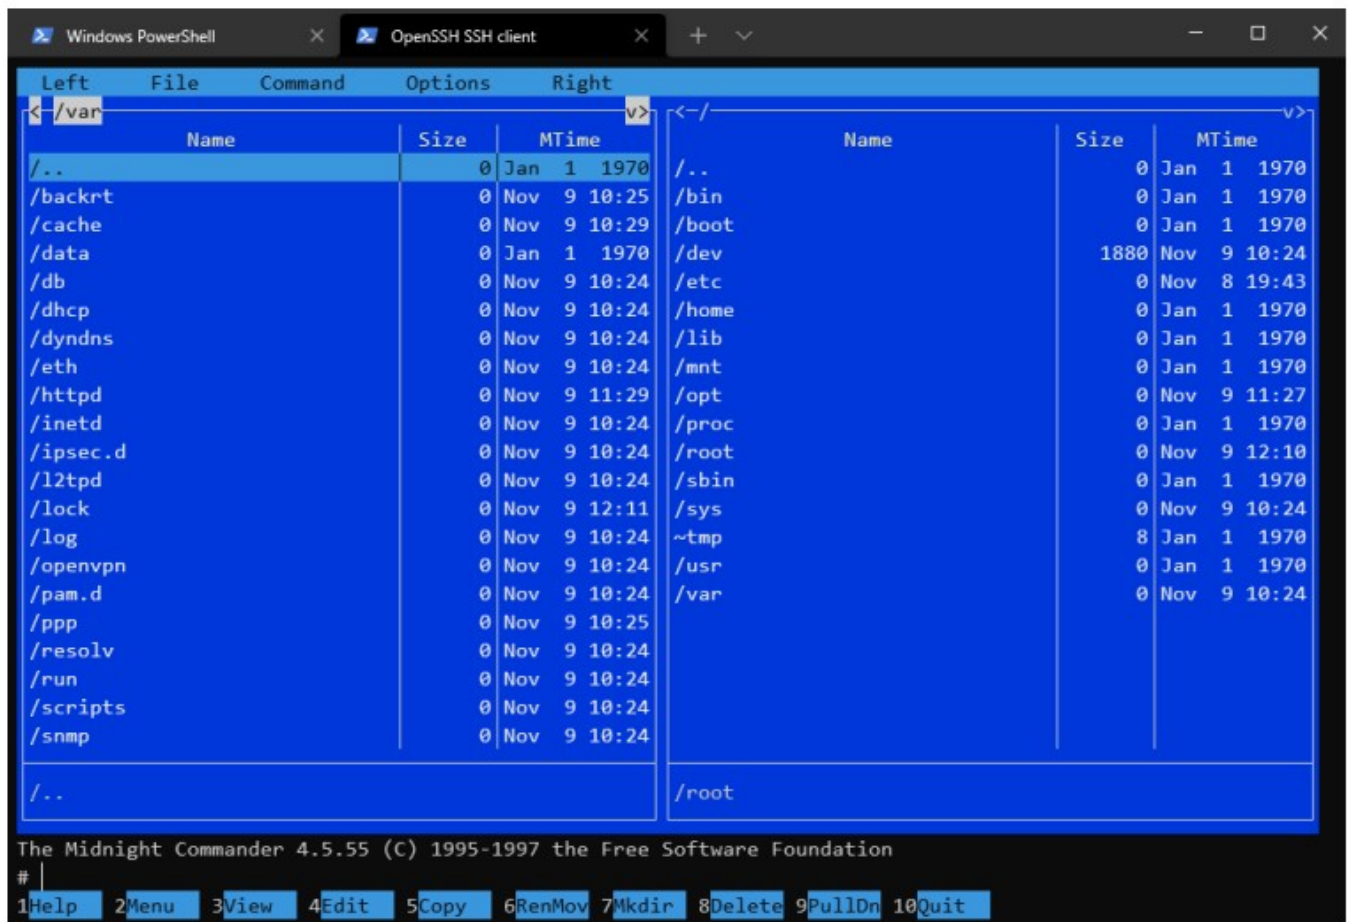 Windows PowerShell OpenSSH SSH client
Left File Command Options Right
< /var v> <-/ v>
Name Size MTime Name Size MTime
/.. 0 Jan 1 1970 /.. 0 Jan 1 1970
/backrt 0 Nov 9 10:25 /bin 0 Jan 1 1970
/cache 0 Nov 9 10:29 /boot 0 Jan 1 1970
/data 0 Jan 1 1970 /dev 1880 Nov 9 10:24
/db 0 Nov 9 10:24 /etc 0 Nov 8 19:43
/dhcp 0 Nov 9 10:24 /home 0 Jan 1 1970
/dyndns 0 Nov 9 10:24 /lib 0 Jan 1 1970
/eth 0 Nov 9 10:24 /mnt 0 Jan 1 1970
/httpd 0 Nov 9 11:29 /opt 0 Nov 9 11:27
/inetd 0 Nov 9 10:24 /proc 0 Jan 1 1970
/ipsec.d 0 Nov 9 10:24 /root 0 Nov 9 12:10
/l2tpd 0 Nov 9 10:24 /sbin 0 Jan 1 1970
/lock 0 Nov 9 12:11 /sys 0 Nov 9 10:24
/log 0 Nov 9 10:24 ~tmp 8 Jan 1 1970
/openvpn 0 Nov 9 10:24 /usr 0 Jan 1 1970
/pam.d 0 Nov 9 10:24 /var 0 Nov 9 10:24
/ppp 0 Nov 9 10:25
/resolv 0 Nov 9 10:24
/run 0 Nov 9 10:24
/scripts 0 Nov 9 10:24
/snmp 0 Nov 9 10:24
/.. /root
The Midnight Commander 4.5.55 (C) 1995-1997 the Free Software Foundation
#
1Help 2Menu 3View 4Edit 5Copy 6RenMov 7Mkdir 8Delete 9PullDn 10Quit